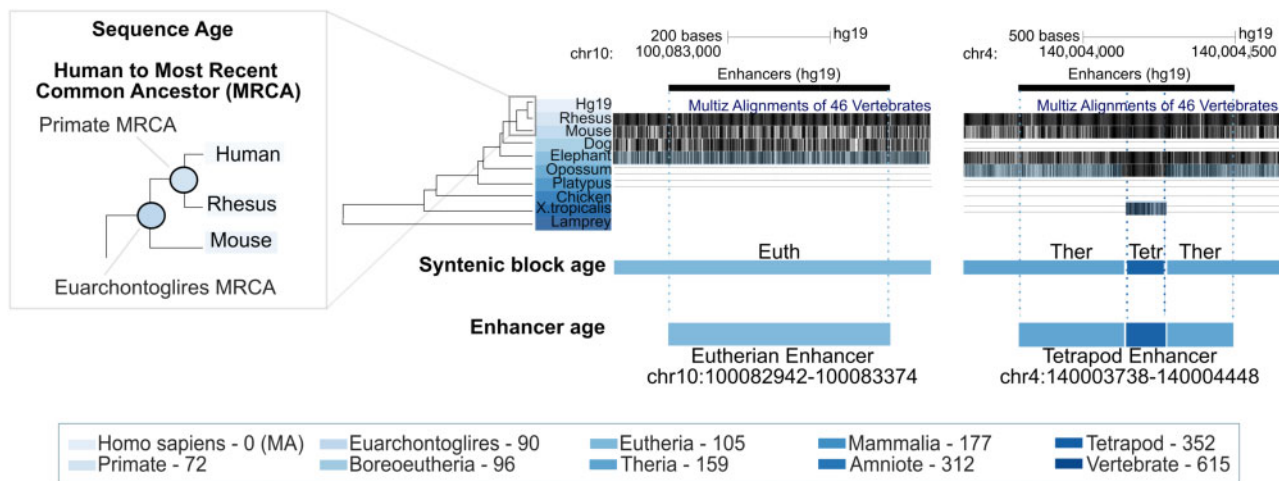 Sequence Age
Human to Most Recent
Common Ancestor (MRCA)
Primate MRCA
Human
Rhesus
Mouse
Euarchontoglires MRCA
Hg19
Rhesus
Mouse
Dog
Elephant
Opossum
Platypus
Chicken
X.tropicalis
Lamprey
200 bases hg19
chr10: 100,083,000
Enhancers (hg19)
Multiz Alignments of 46 Vertebrates
500 bases hg19
chr4: 140,004,000 140,004,500
Enhancers (hg19)
Multiz Alignments of 46 Vertebrates
Syntenic block age
Euth
Ther Tetr Ther
Enhancer age
Eutherian Enhancer
chr10:100082942-100083374
Tetrapod Enhancer
chr4:140003738-140004448
Homo sapiens - 0 (MA) Euarchontoglires - 90 Eutheria - 105 Mammalia - 177 Tetrapod - 352
Primate - 72 Boreoeutheria - 96 Theria - 159 Amniote - 312 Vertebrate - 615